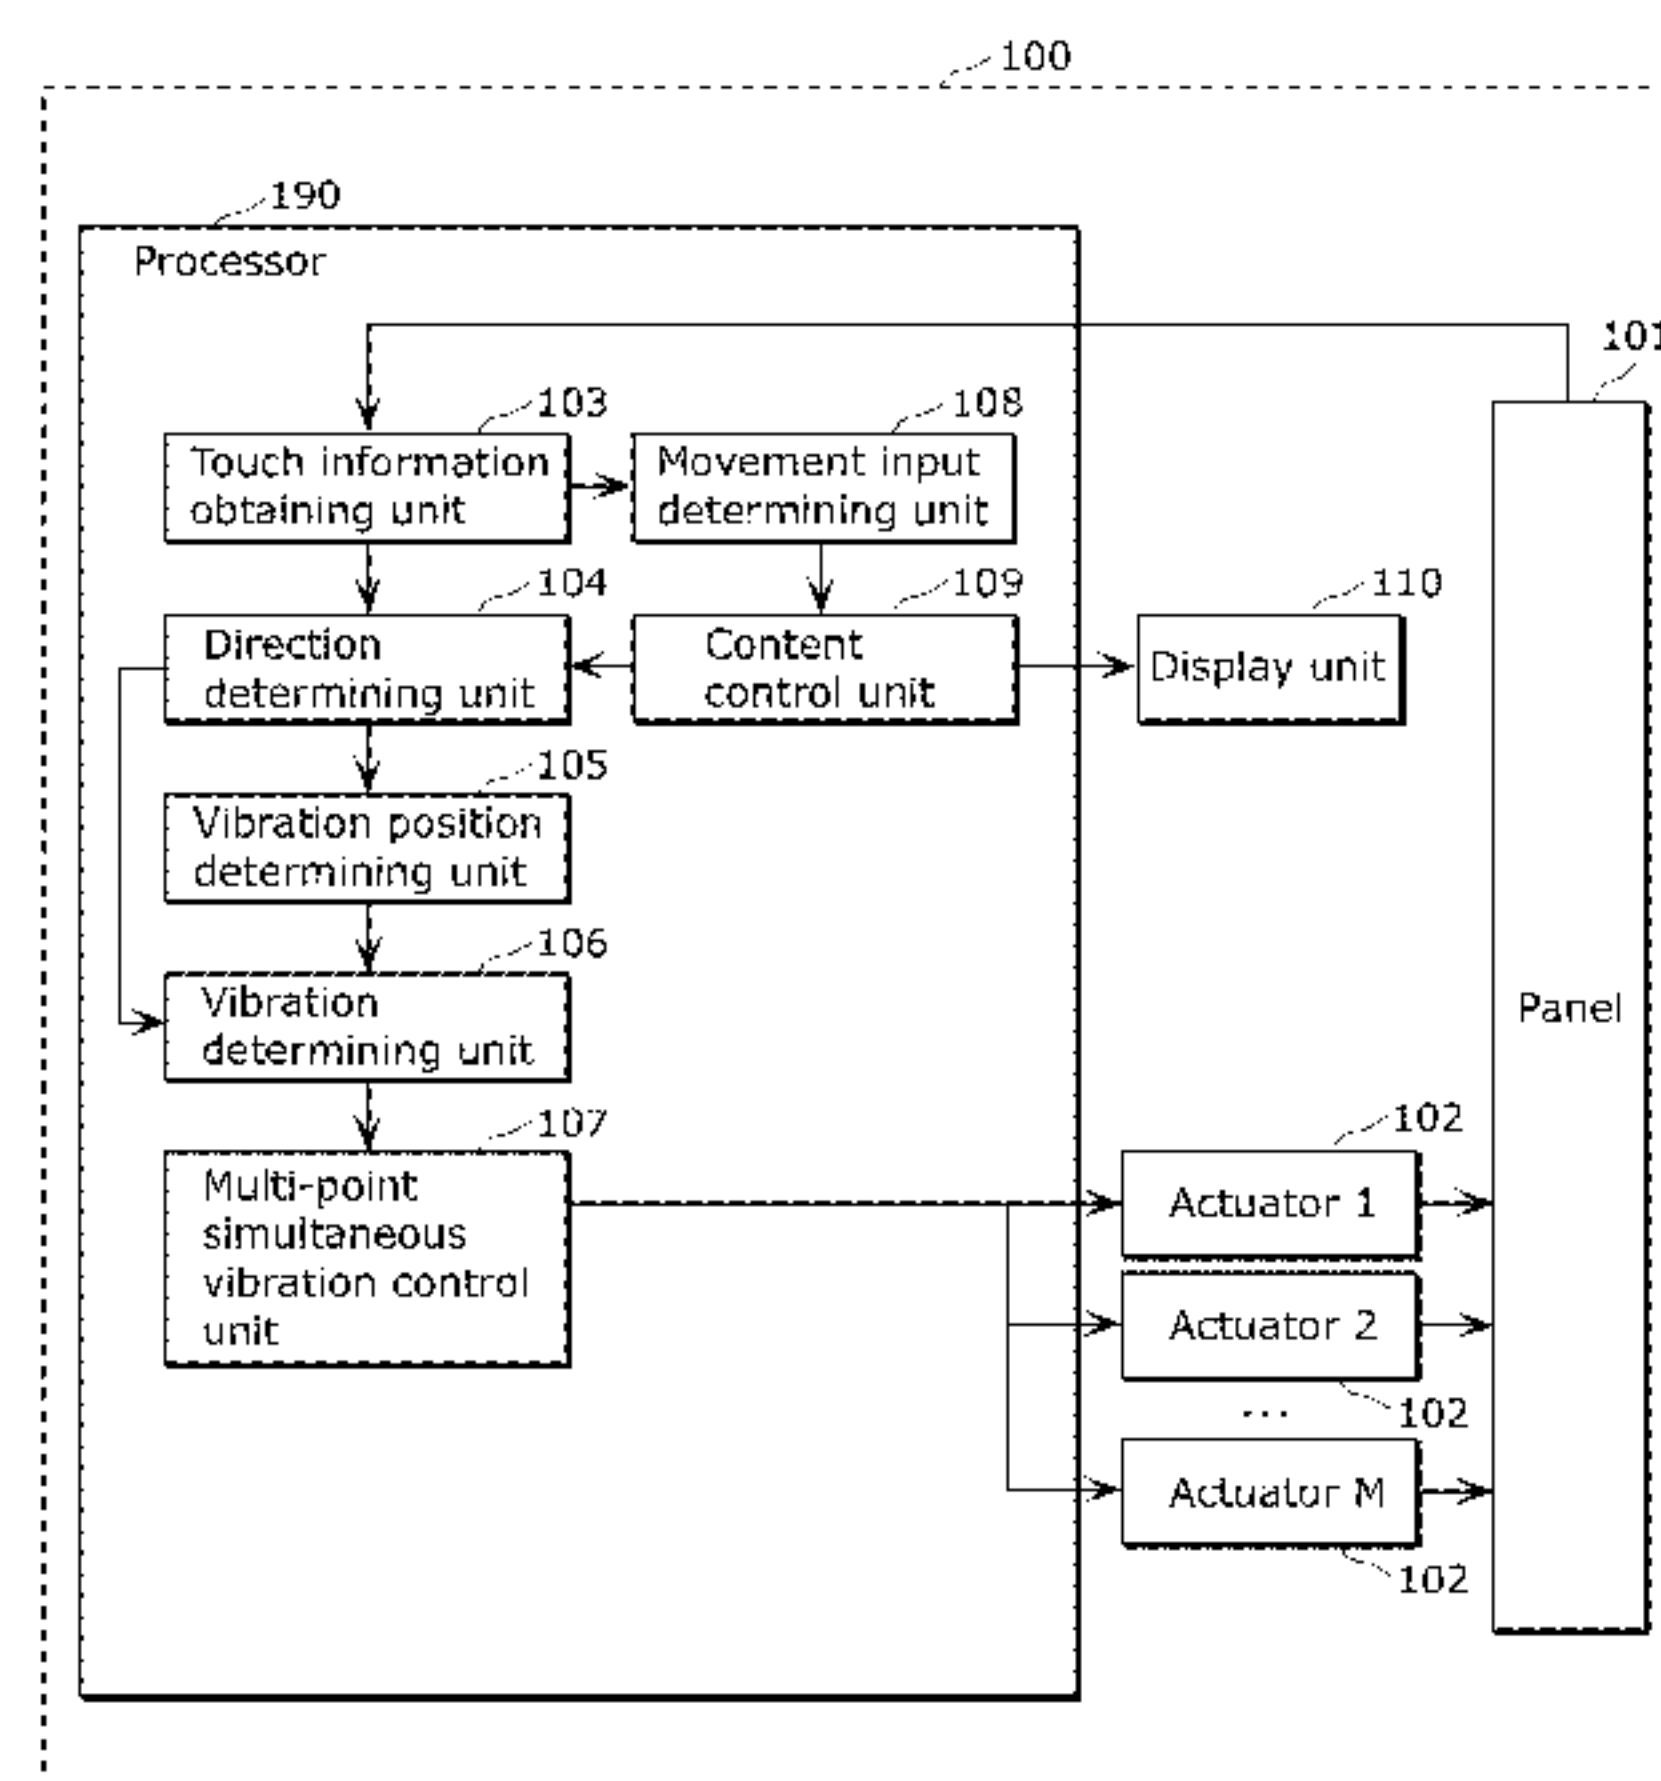 100
190
Processor
101
103
108
Touch information
obtaining unit
Movement input
determining unit
104
109
110
Direction
determining unit
Content
control unit
Display unit
105
Vibration position
determining unit
106
Vibration
determining unit
Panel
107
102
Multi-point
simultaneous
vibration control
unit
Actuator 1
Actuator 2
102
...
Actuator M
102